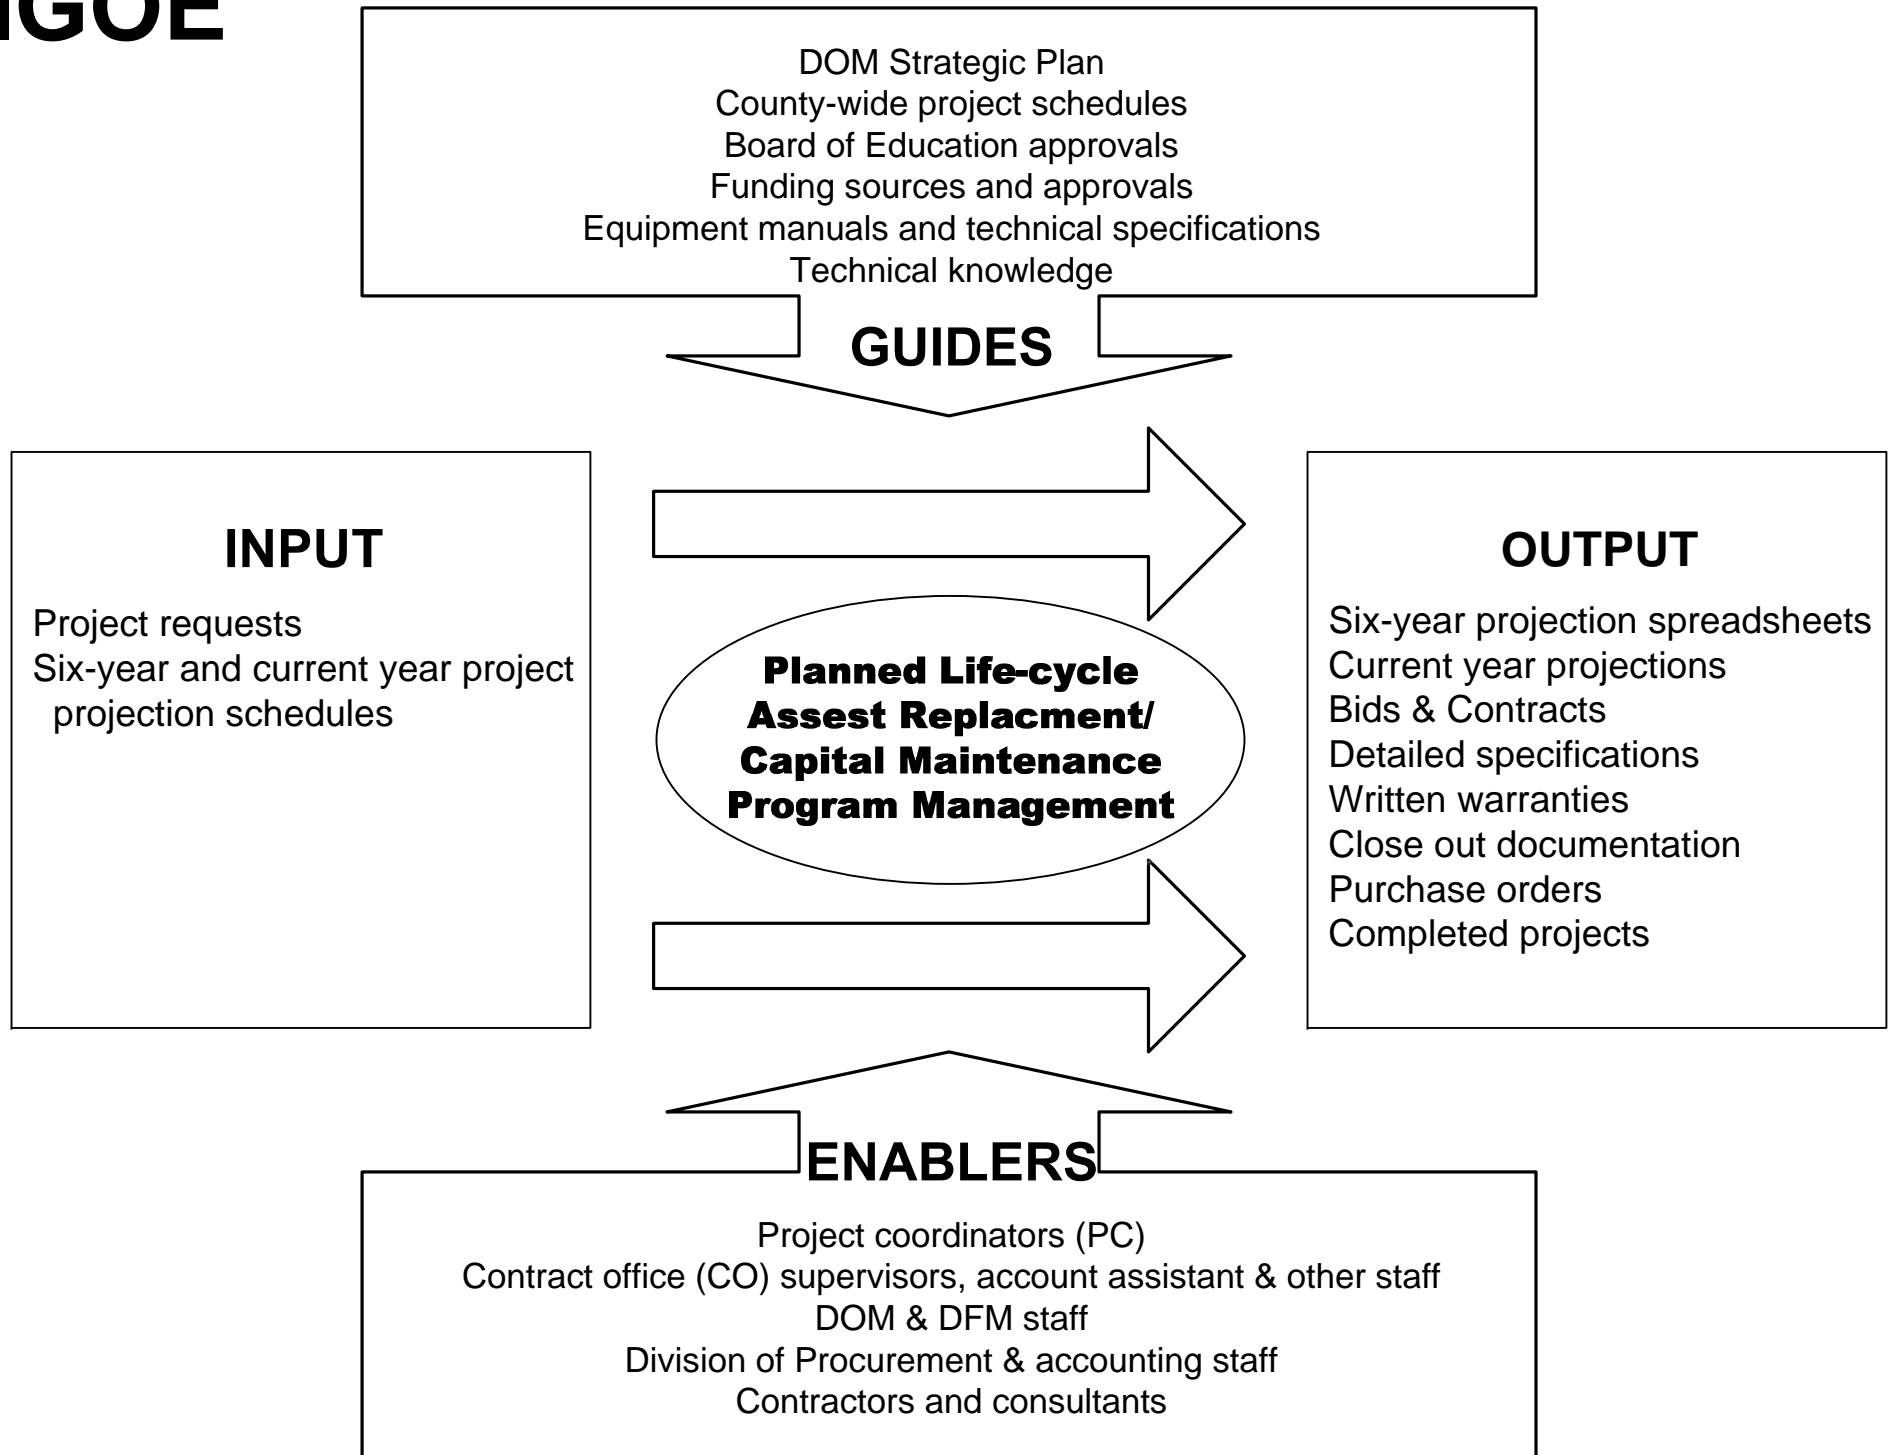 IGOE
DOM Strategic Plan
County-wide project schedules
Board of Education approvals
Funding sources and approvals
Equipment manuals and technical specifications
Technical knowledge
GUIDES
INPUT
Project requests
Six-year and current year project
projection schedules
Planned Life-cycle
Assest Replacment/
Capital Maintenance
Program Management
OUTPUT
Six-year projection spreadsheets
Current year projections
Bids & Contracts
Detailed specifications
Written warranties
Close out documentation
Purchase orders
Completed projects
ENABLERS
Project coordinators (PC)
Contract office (CO) supervisors, account assistant & other staff
DOM & DFM staff
Division of Procurement & accounting staff
Contractors and consultants